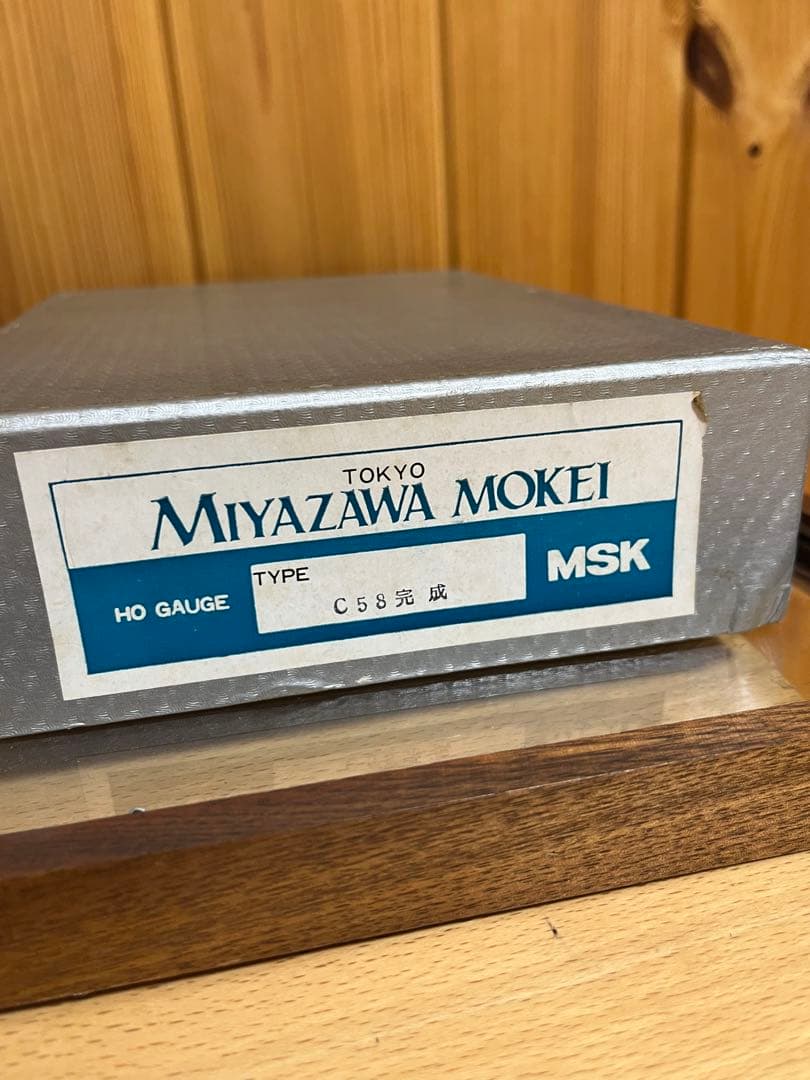 TOKYO
MIYAZAWA MOKEI
HO GAUGE
TYPE
C58完成
MSK